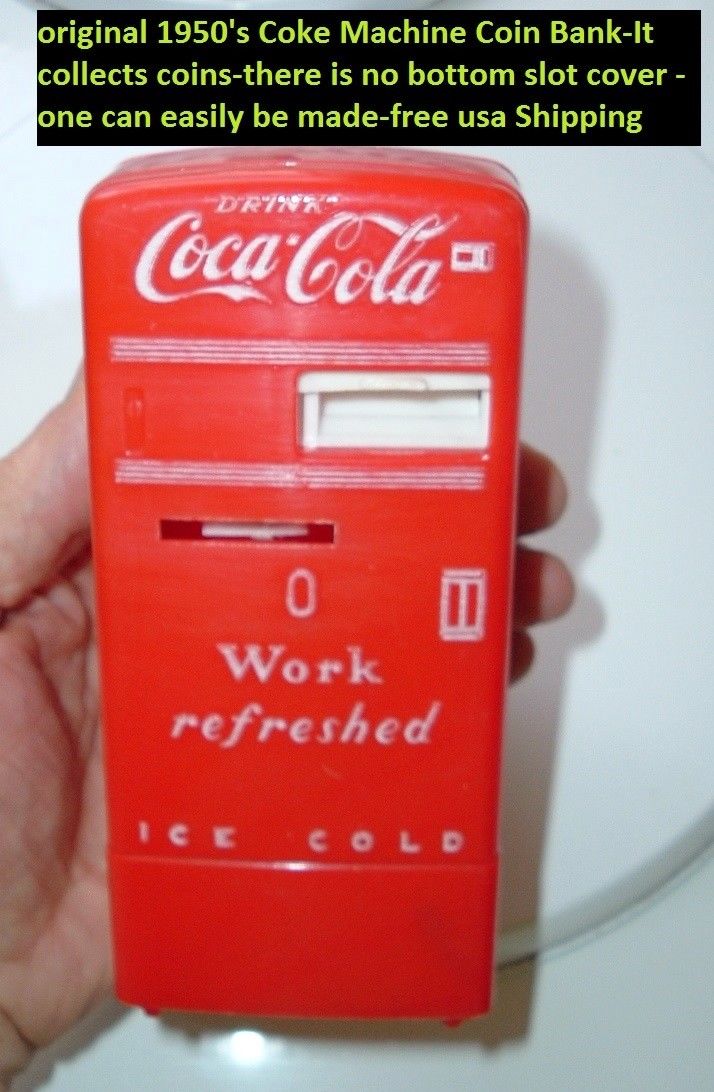 original 1950's Coke Machine Coin Bank-It
collects coins-there is no bottom slot cover -
one can easily be made-free usa Shipping
DRINK
Coca-Cola
Work
refreshed
ICE COLD